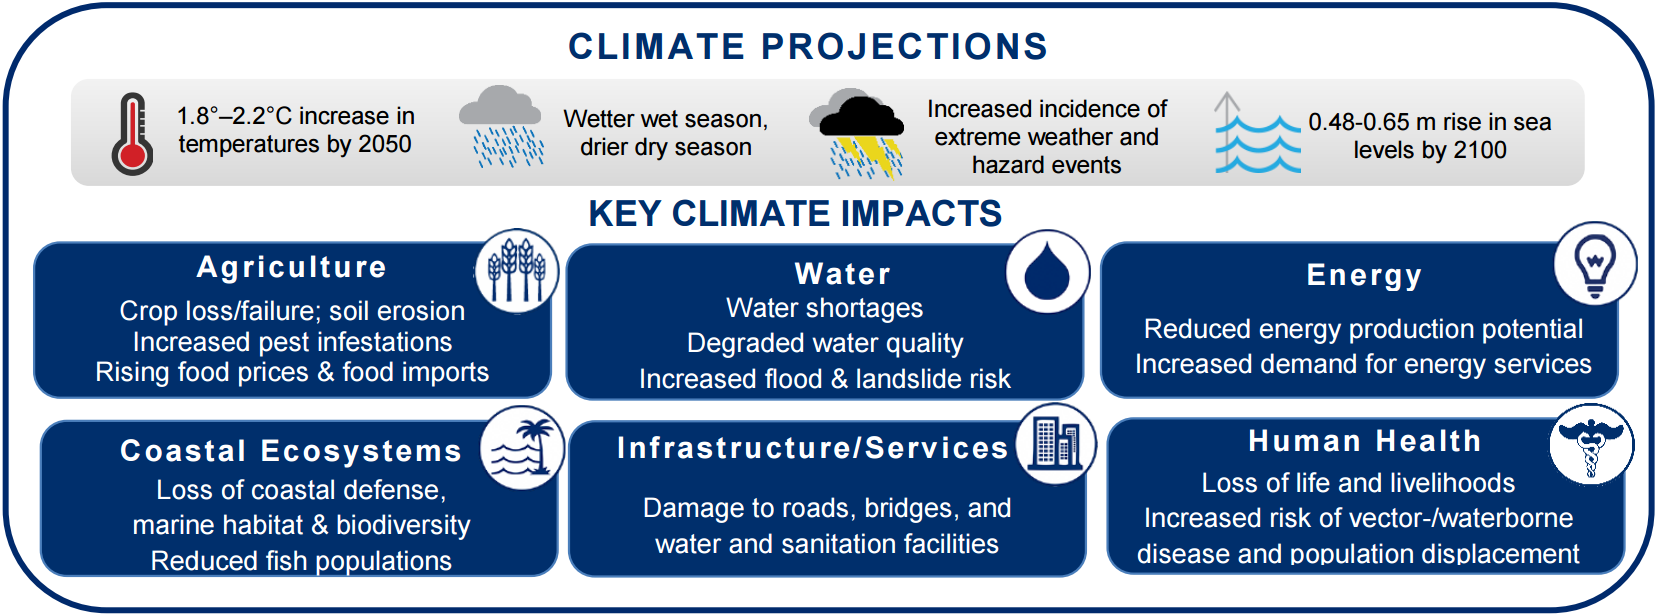 CLIMATE PROJECTIONS
1.8°–2.2°C increase in
temperatures by 2050
Wetter wet season,
drier dry season
Increased incidence of
extreme weather and
hazard events
0.48-0.65 m rise in sea
levels by 2100
KEY CLIMATE IMPACTS
Agriculture
Crop loss/failure; soil erosion
Increased pest infestations
Rising food prices & food imports
Water
Water shortages
Degraded water quality
Increased flood & landslide risk
Energy
Reduced energy production potential
Increased demand for energy services
Coastal Ecosystems
Loss of coastal defense,
marine habitat & biodiversity
Reduced fish populations
Infrastructure/Services
Damage to roads, bridges, and
water and sanitation facilities
Human Health
Loss of life and livelihoods
Increased risk of vector-/waterborne
disease and population displacement